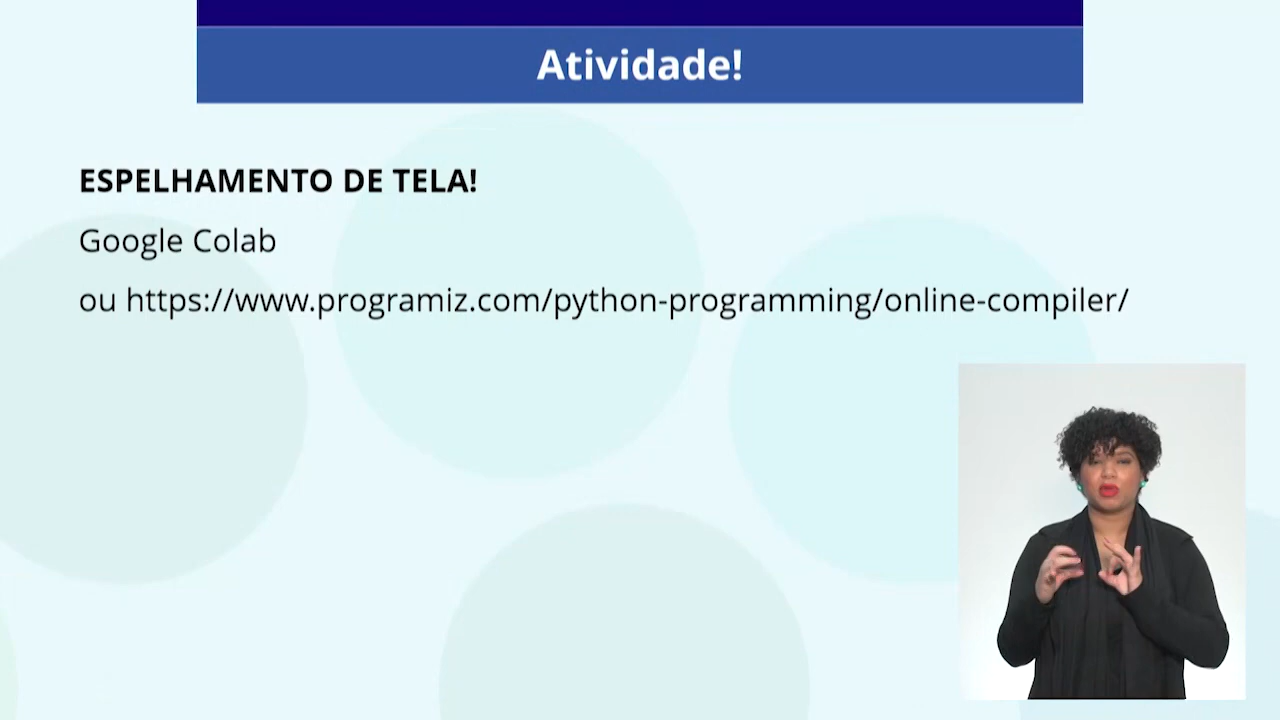 Atividade!
ESPELHAMENTO DE TELA!
Google Colab
ou https://www.programiz.com/python-programming/online-compiler/